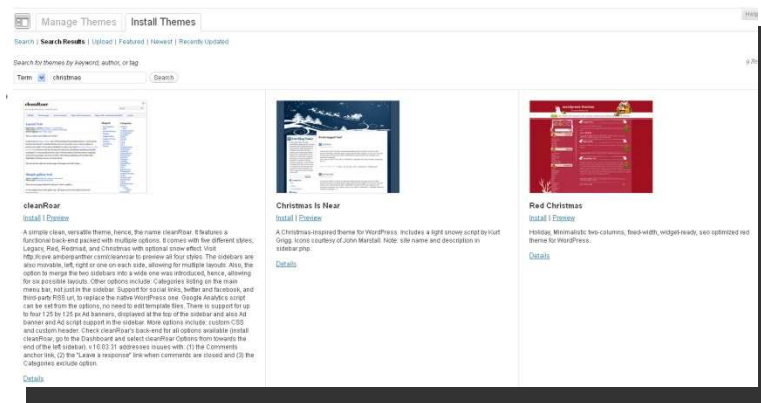 Manage Themes Install Themes
Help
Search | Search Results | Upload | Featured | Newest | Recently Updated
Search for themes by keyword, author, or tag.
Term christmas Search
cleanRoar
Install | Preview
A simple clean, versatile theme, hence, the name cleanRoar. It features a
functional back-end packed with multiple options. It comes with five different styles,
Legacy, Red, Redmad, and Christmas with optional snow effect. Visit
to preview all four styles. The sidebars are
also movable, left, right or one on each side, allowing for multiple layouts. Also, the
option to merge the two sidebars into a wide one was introduced, hence, allowing
for six possible layouts. Other options include: Categories listing on the main
menu bar, not just in the sidebar. Support for social links, twitter and facebook, and
third-party RSS url, to replace the native WordPress one. Google Analytics script
can be set from the options, no need to edit template files. There is support for up
to four 125 by 125 px Ad banners, displayed at the top of the sidebar and also Ad
banner and Ad script support in the sidebar. More options include: custom CSS
and custom header. Check cleanRoar's back-end for all options available (install
cleanRoar, go to the Dashboard and select cleanRoar Options from towards the
end of the left sidebar). v.10.03.31 addresses issues with: (1) the Comments
anchor link, (2) the "Leave a response" link when comments are closed and (3) the
Categories exclude option.
Details
Christmas Is Near
Install | Preview
A Christmas-inspired theme for WordPress. Includes a light snowy script by Kurt
Grigg. Icons courtesy of John Marstall. Note: site name and description in
sidebar.php.
Details
Red Christmas
Install | Preview
Holiday, Minimalistic two-columns, fixed-width, widget-ready, seo optimized red
theme for WordPress.
Details